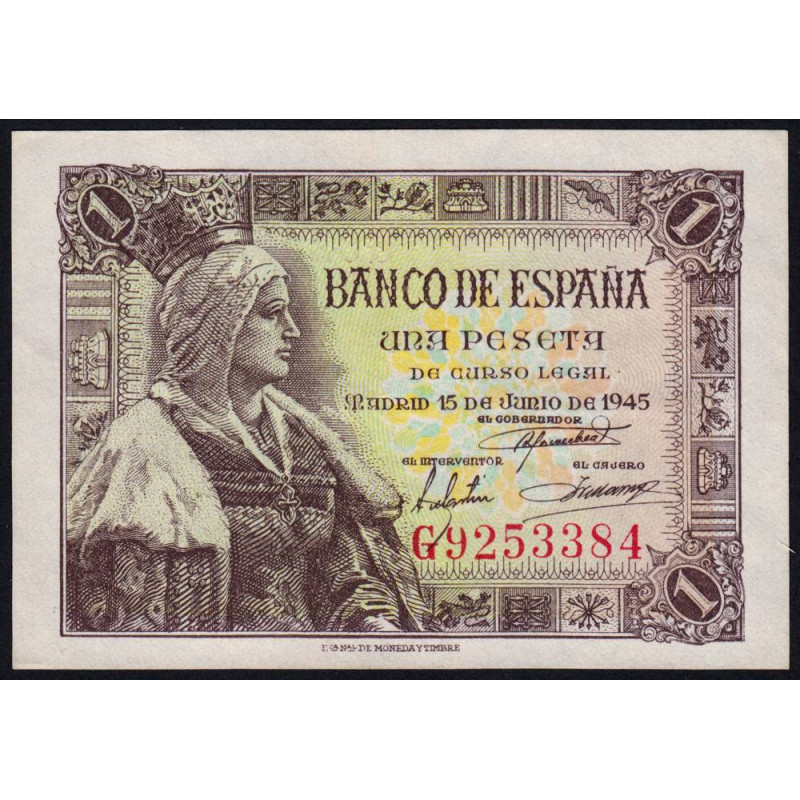 1
1
BANCO DE ESPAÑA
UNA PESETA
DE CURSO LEGAL
MADRID 15 DE JUNIO DE 1945
EL GOBERNADOR
EL INTERVENTOR EL CAJERO
G9253384
1
DE MONEDA Y TIMBRE